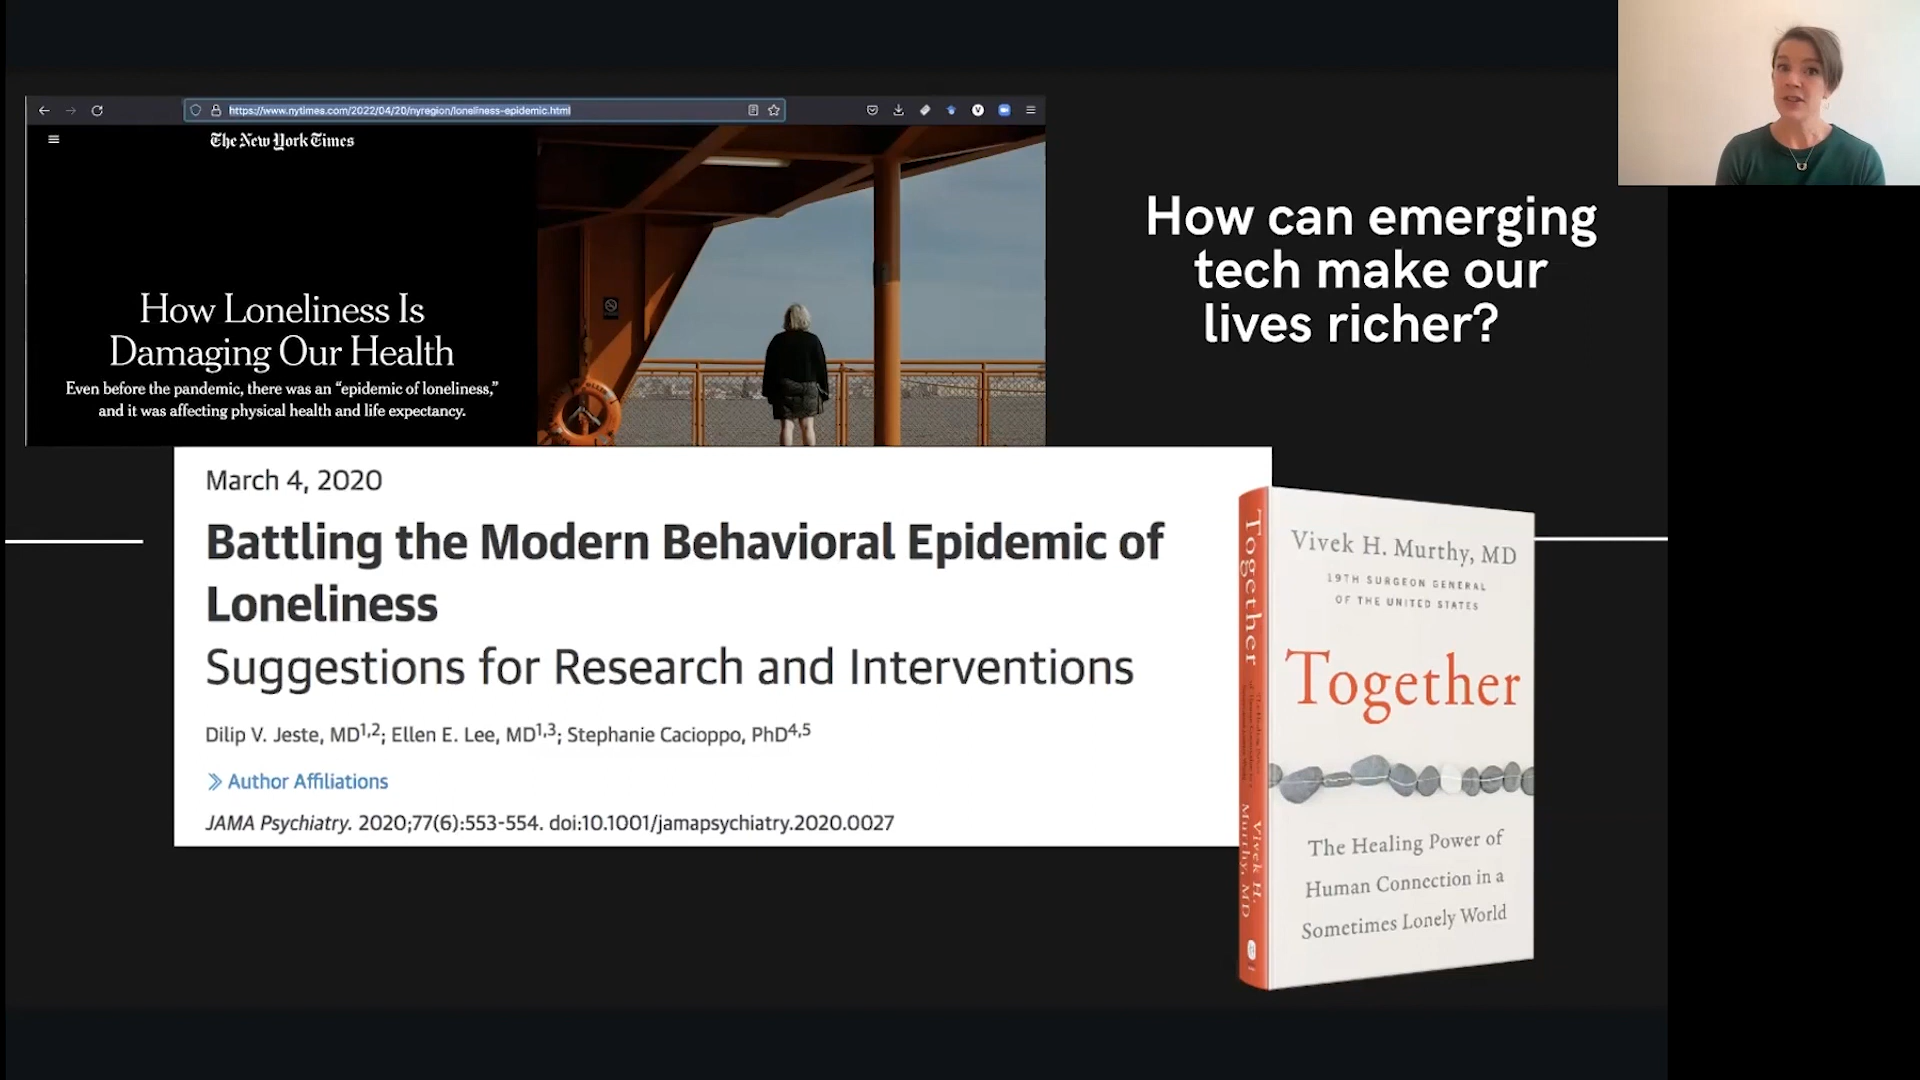 https://www.nytimes.com/2022/04/20/nyregion/loneliness-epidemic.html
The New York Times
How Loneliness Is
Damaging Our Health
Even before the pandemic, there was an “epidemic of loneliness,”
and it was affecting physical health and life expectancy.
How can emerging
tech make our
lives richer?
March 4, 2020
Battling the Modern Behavioral Epidemic of
Loneliness
Suggestions for Research and Interventions
Dilip V. Jeste, MD1,2; Ellen E. Lee, MD1,3; Stephanie Cacioppo, PhD4,5
Author Affiliations
JAMA Psychiatry. 2020;77(6):553-554. doi:10.1001/jamapsychiatry.2020.0027
Together
Vivek H. Murthy, MD
Vivek H. Murthy, MD
19TH SURGEON GENERAL
OF THE UNITED STATES
Together
The Healing Power of
Human Connection in a
Sometimes Lonely World